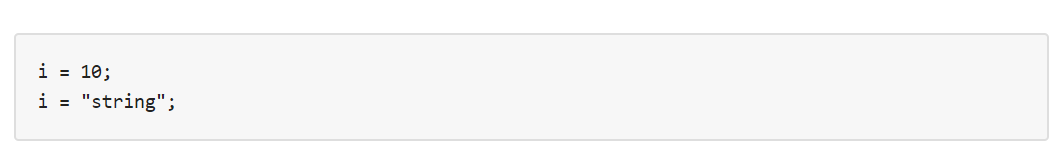 i = 10;
i = "string";